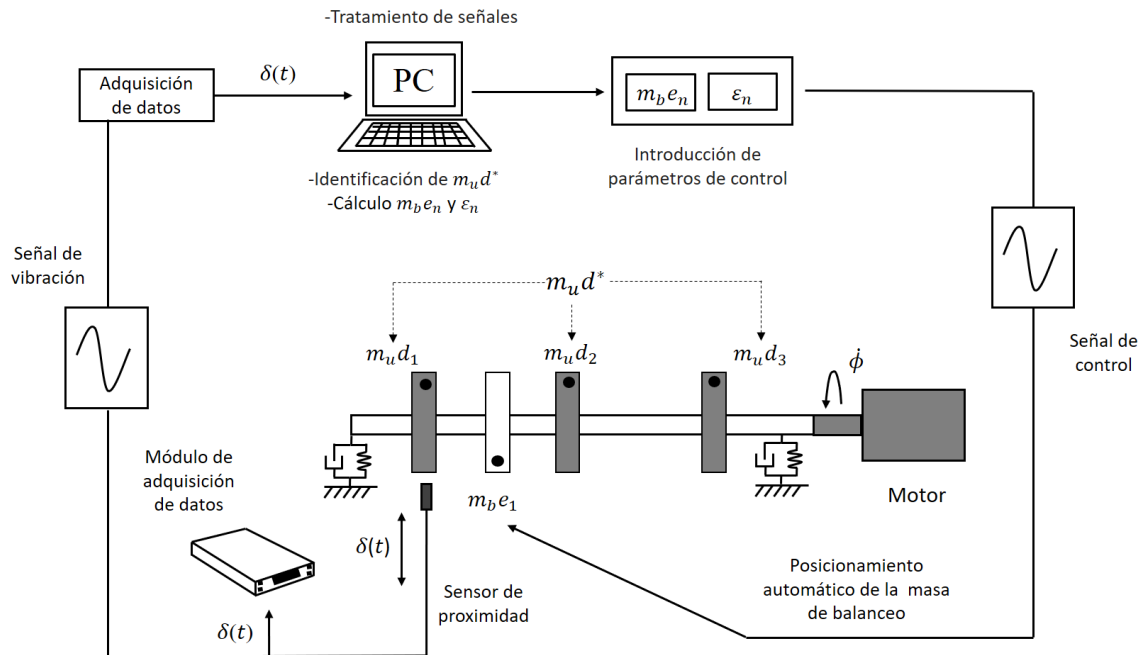 -Tratamiento de señales
Adquisición
de datos
δ(t)
PC
m_b e_n
ε_n
-Identificación de m_u d*
-Cálculo m_b e_n y ε_n
Introducción de
parámetros de control
Señal de
vibración
Señal de
control
m_u d*
m_u d_1
m_u d_2
m_u d_3
ϕ̇
Motor
Módulo de
adquisición
de datos
m_b e_1
δ(t)
Sensor de
proximidad
δ(t)
Posicionamiento
automático de la masa
de balanceo